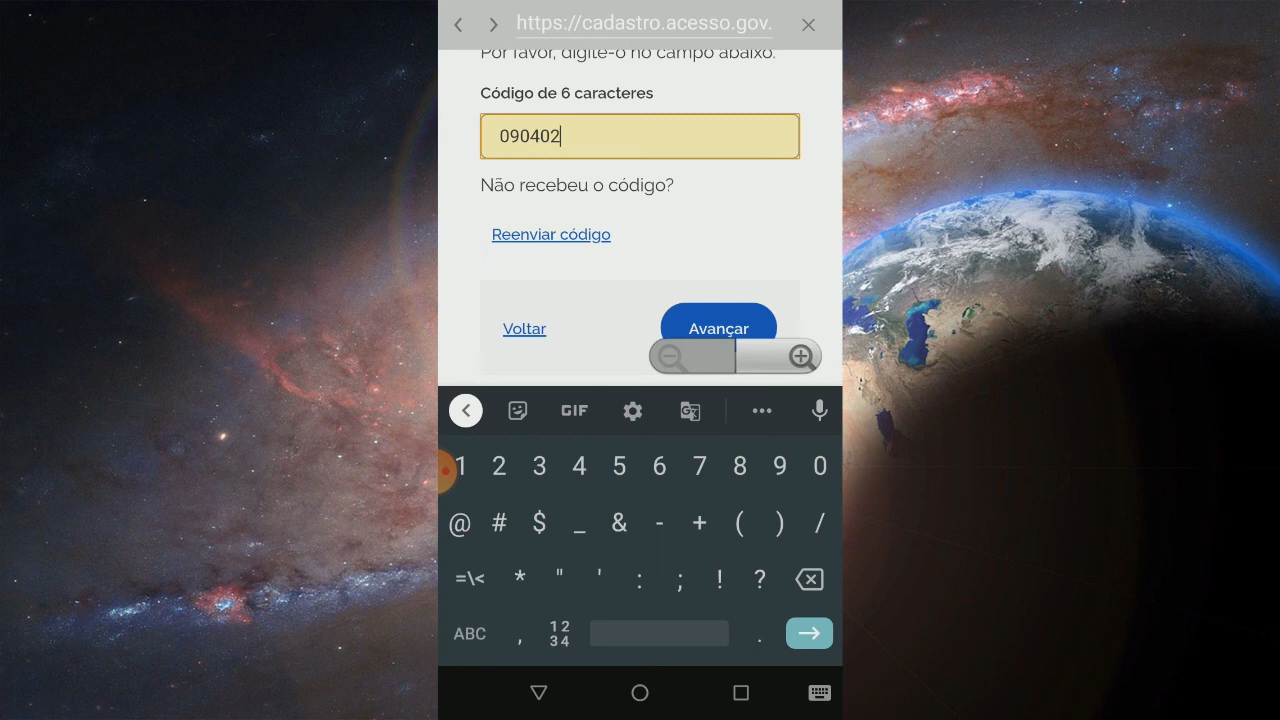 https://cadastro.acesso.gov.
Por favor, digite-o no campo abaixo.
Código de 6 caracteres
090402
Não recebeu o código?
Reenviar código
Voltar
Avançar
GIF
1 2 3 4 5 6 7 8 9 0
@ # $ _ & - + ( ) /
=\< * " ' : ; ! ?
ABC , 12 34 .